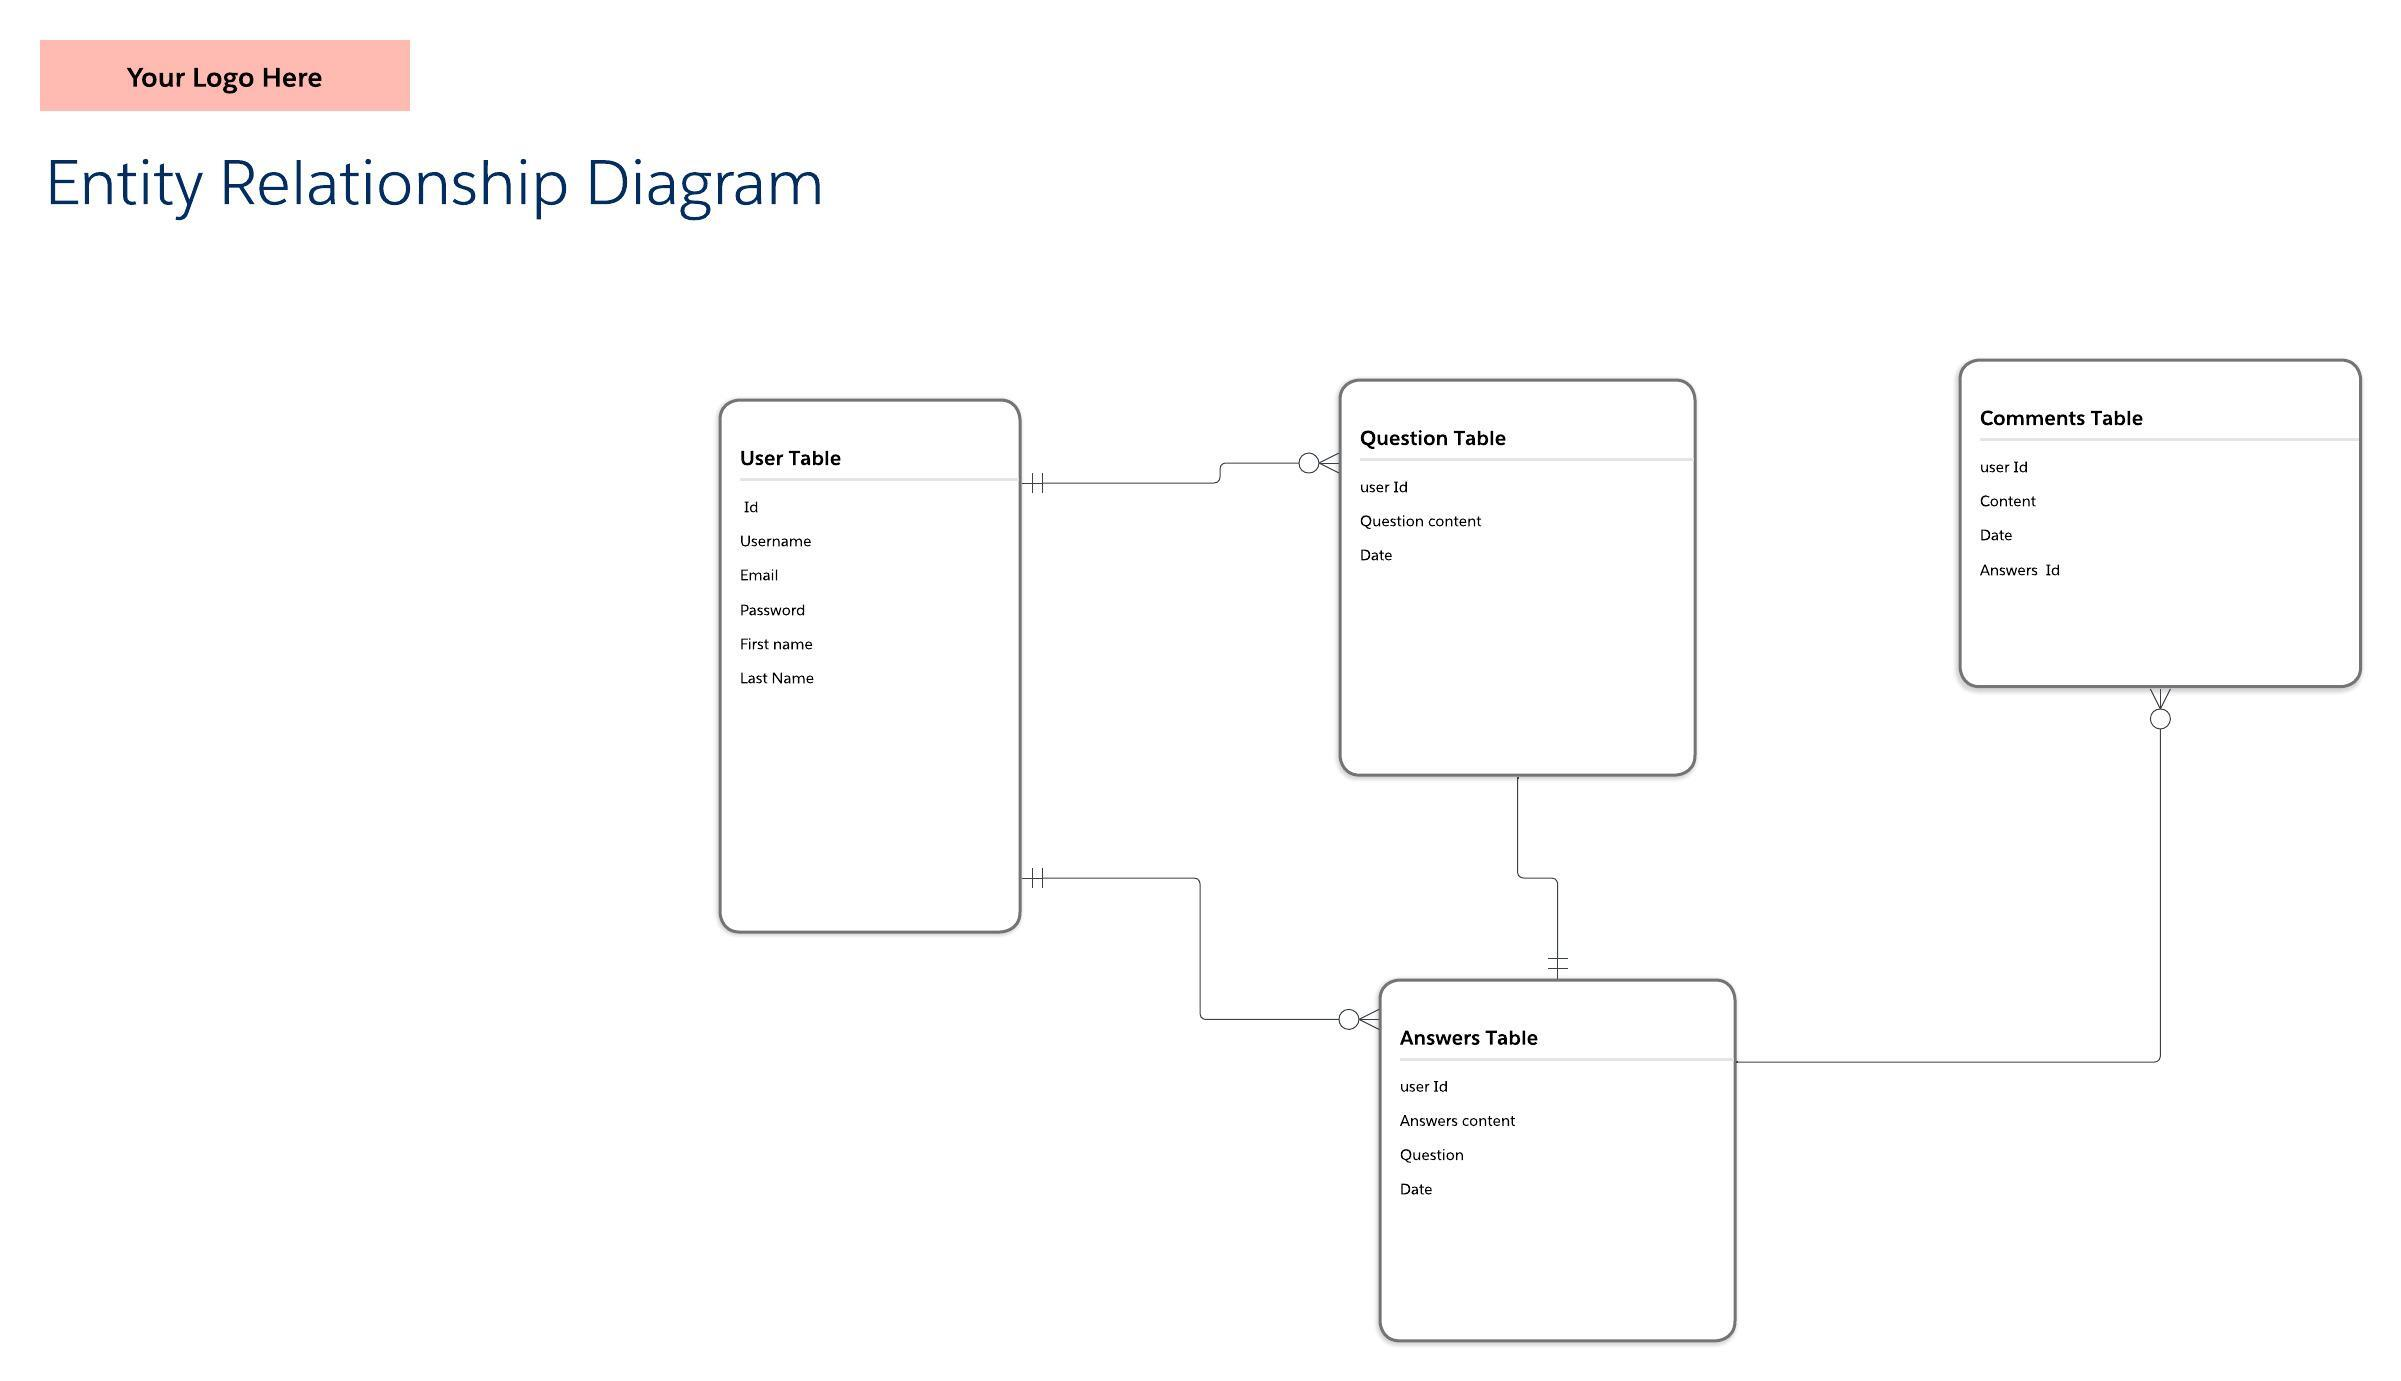 Your Logo Here
Entity Relationship Diagram
User Table
Id
Username
Email
Password
First name
Last Name
Question Table
user Id
Question content
Date
Comments Table
user Id
Content
Date
Answers  Id
Answers Table
user Id
Answers content
Question
Date